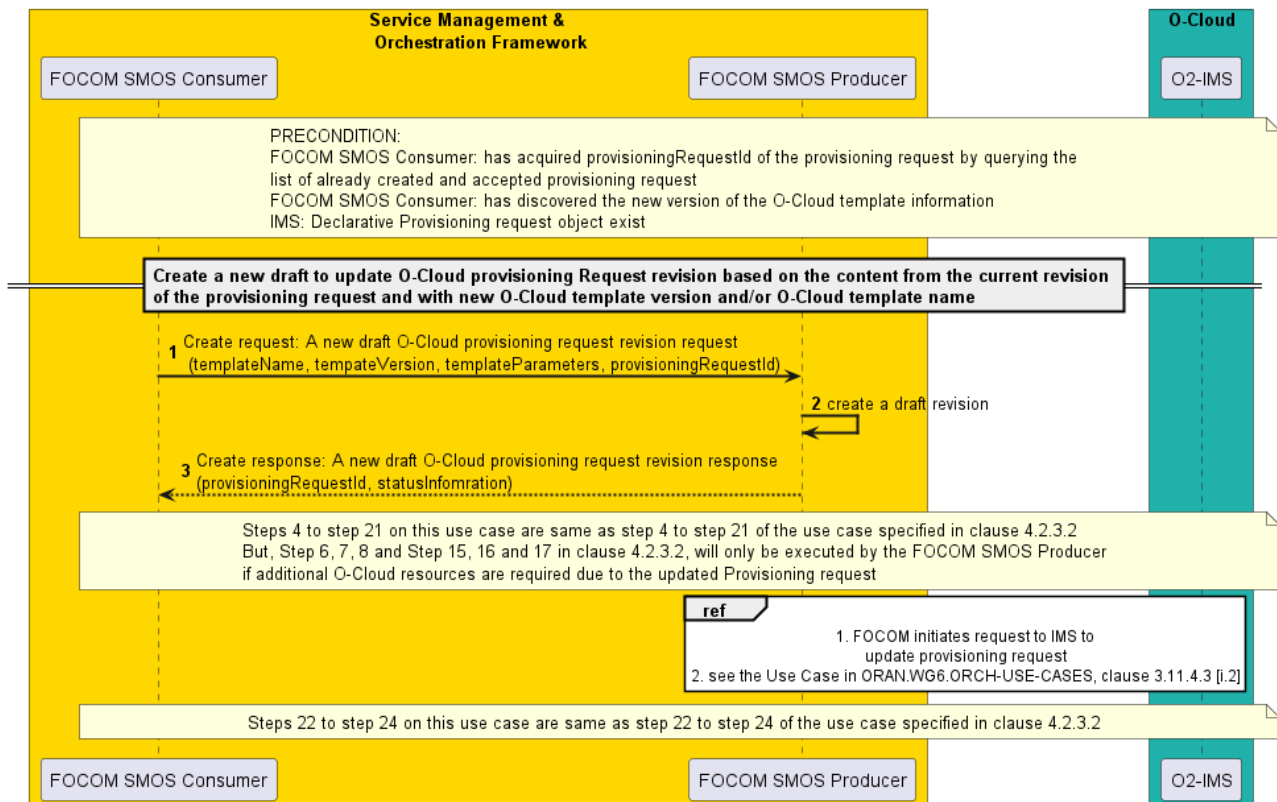 Service Management &
Orchestration Framework
O-Cloud
FOCOM SMOS Consumer
FOCOM SMOS Producer
O2-IMS
PRECONDITION:
FOCOM SMOS Consumer: has acquired provisioningRequestId of the provisioning request by querying the
list of already created and accepted provisioning request
FOCOM SMOS Consumer: has discovered the new version of the O-Cloud template information
IMS: Declarative Provisioning request object exist
Create a new draft to update O-Cloud provisioning Request revision based on the content from the current revision
of the provisioning request and with new O-Cloud template version and/or O-Cloud template name
1 Create request: A new draft O-Cloud provisioning request revision request
(templateName, tempateVersion, templateParameters, provisioningRequestId)
2 create a draft revision
3 Create response: A new draft O-Cloud provisioning request revision response
(provisioningRequestId, statusInfomration)
Steps 4 to step 21 on this use case are same as step 4 to step 21 of the use case specified in clause 4.2.3.2
But, Step 6, 7, 8 and Step 15, 16 and 17 in clause 4.2.3.2, will only be executed by the FOCOM SMOS Producer
if additional O-Cloud resources are required due to the updated Provisioning request
ref
1. FOCOM initiates request to IMS to
update provisioning request
2. see the Use Case in ORAN.WG6.ORCH-USE-CASES, clause 3.11.4.3 [i.2]
Steps 22 to step 24 on this use case are same as step 22 to step 24 of the use case specified in clause 4.2.3.2
FOCOM SMOS Consumer
FOCOM SMOS Producer
O2-IMS